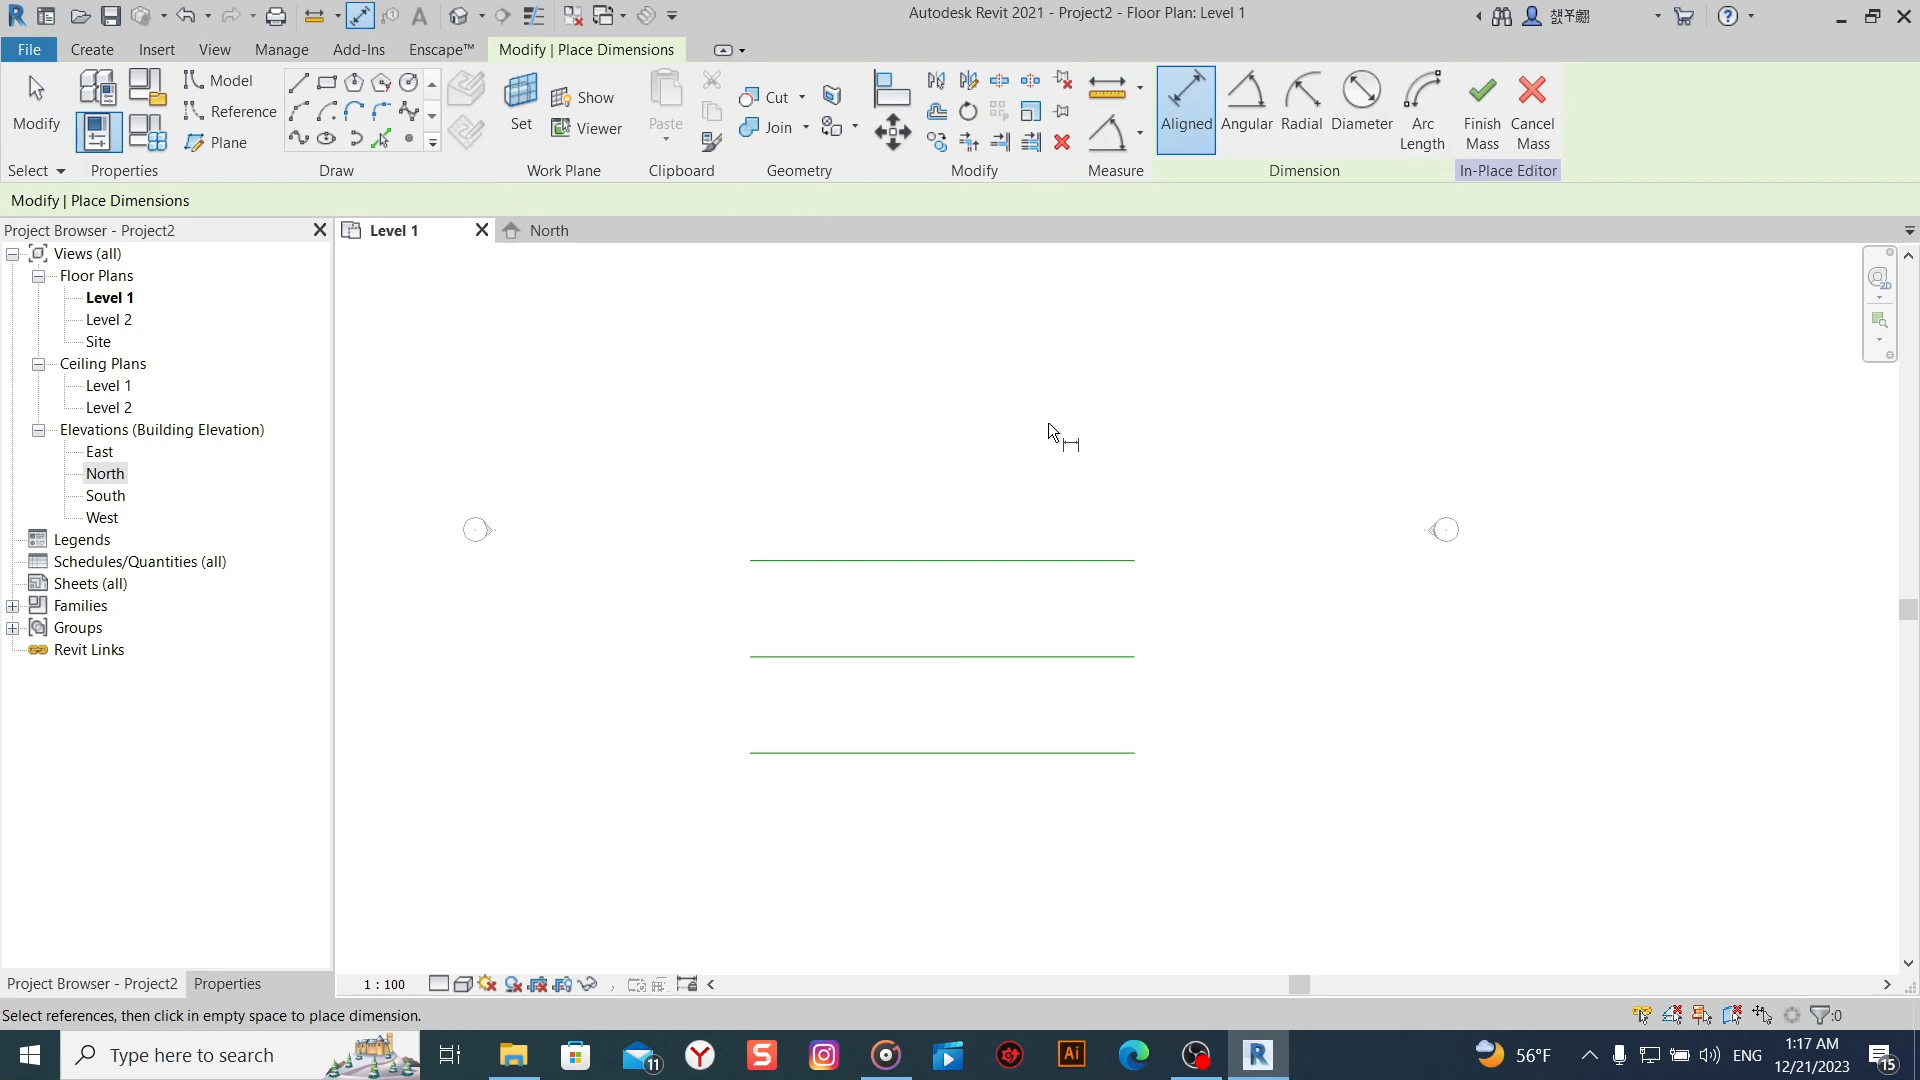 Autodesk Revit 2021 - Project2 - Floor Plan: Level 1
File Create Insert View Manage Add-Ins Enscape™ Modify | Place Dimensions
Modify
Model
Reference
Plane
Set
Show
Viewer
Paste
Cut
Join
Aligned Angular Radial Diameter Arc Length
Finish Mass
Cancel Mass
Select Properties Draw Work Plane Clipboard Geometry Modify Measure Dimension In-Place Editor
Modify | Place Dimensions
Project Browser - Project2
Level 1
North
Views (all)
Floor Plans
Level 1
Level 2
Site
Ceiling Plans
Level 1
Level 2
Elevations (Building Elevation)
East
North
South
West
Legends
Schedules/Quantities (all)
Sheets (all)
Families
Groups
Revit Links
2D
Project Browser - Project2
Properties
1 : 100
Select references, then click in empty space to place dimension.
:0
Type here to search
11
Ai
56°F
ENG
1:17 AM
12/21/2023
15